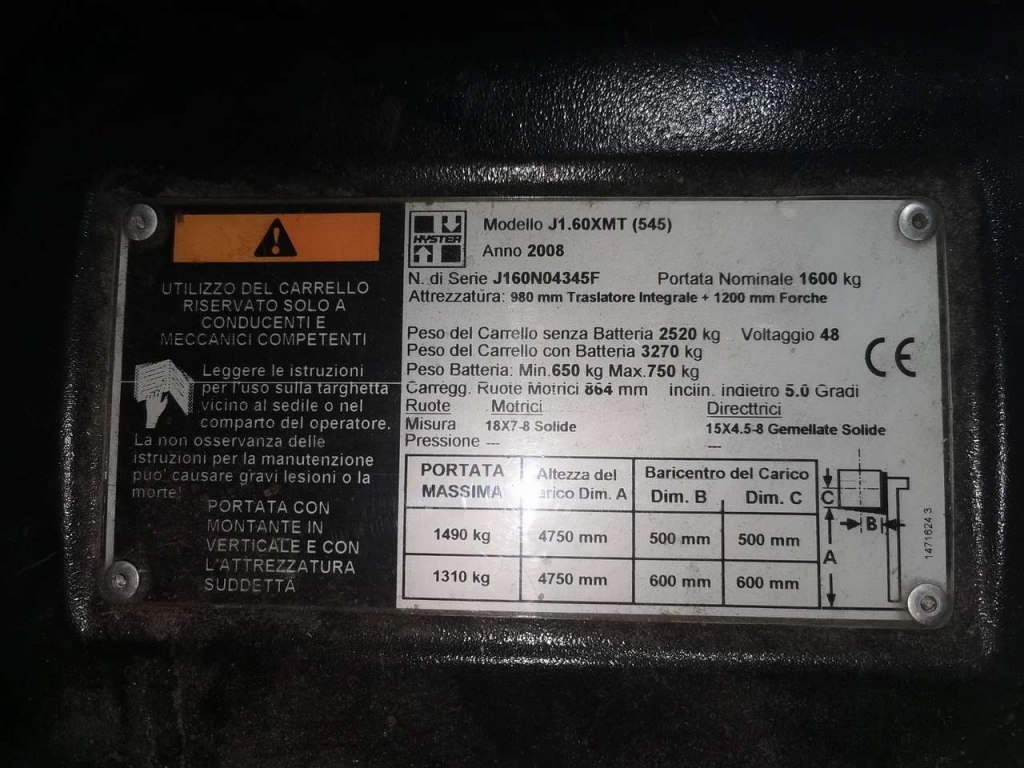 UTILIZZO DEL CARRELLO
RISERVATO SOLO A
CONDUCENTI E
MECCANICI COMPETENTI
Leggere le istruzioni
per l'uso sulla targhetta
vicino al sedile o nel
comparto del operatore.
La non osservanza delle
istruzioni per la manutenzione
puo' causare gravi lesioni o la
morte!
PORTATA CON
MONTANTE IN
VERTICALE E CON
L'ATTREZZATURA
SUDDETTA
HYSTER
Modello J1.60XMT (545)
Anno 2008
N. di Serie J160N04345F Portata Nominale 1600 kg
Attrezzatura: 980 mm Traslatore Integrale + 1200 mm Forche
Peso del Carrello senza Batteria 2520 kg Voltaggio 48
Peso del Carrello con Batteria 3270 kg
Peso Batteria: Min.650 kg Max.750 kg
Carregg. Ruote Motrici 864 mm inclin. indietro 5.0 Gradi
CE
Ruote Motrici Direttrici
Misura 18X7-8 Solide 15X4.5-8 Gemellate Solide
Pressione --- ---
PORTATA MASSIMA Altezza del Carico Dim. A Baricentro del Carico
Dim. B Dim. C
1490 kg 4750 mm 500 mm 500 mm
1310 kg 4750 mm 600 mm 600 mm
C
B
A
1471624 3